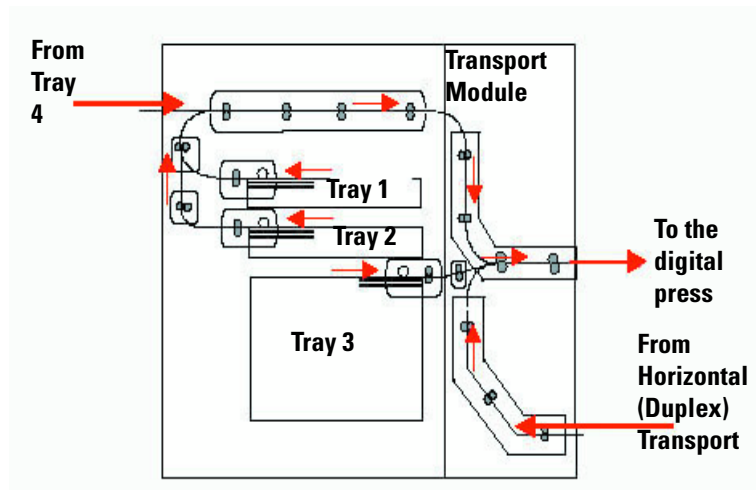 From
Tray
4
Transport
Module
Tray 1
Tray 2
Tray 3
To the
digital
press
From
Horizontal
(Duplex)
Transport